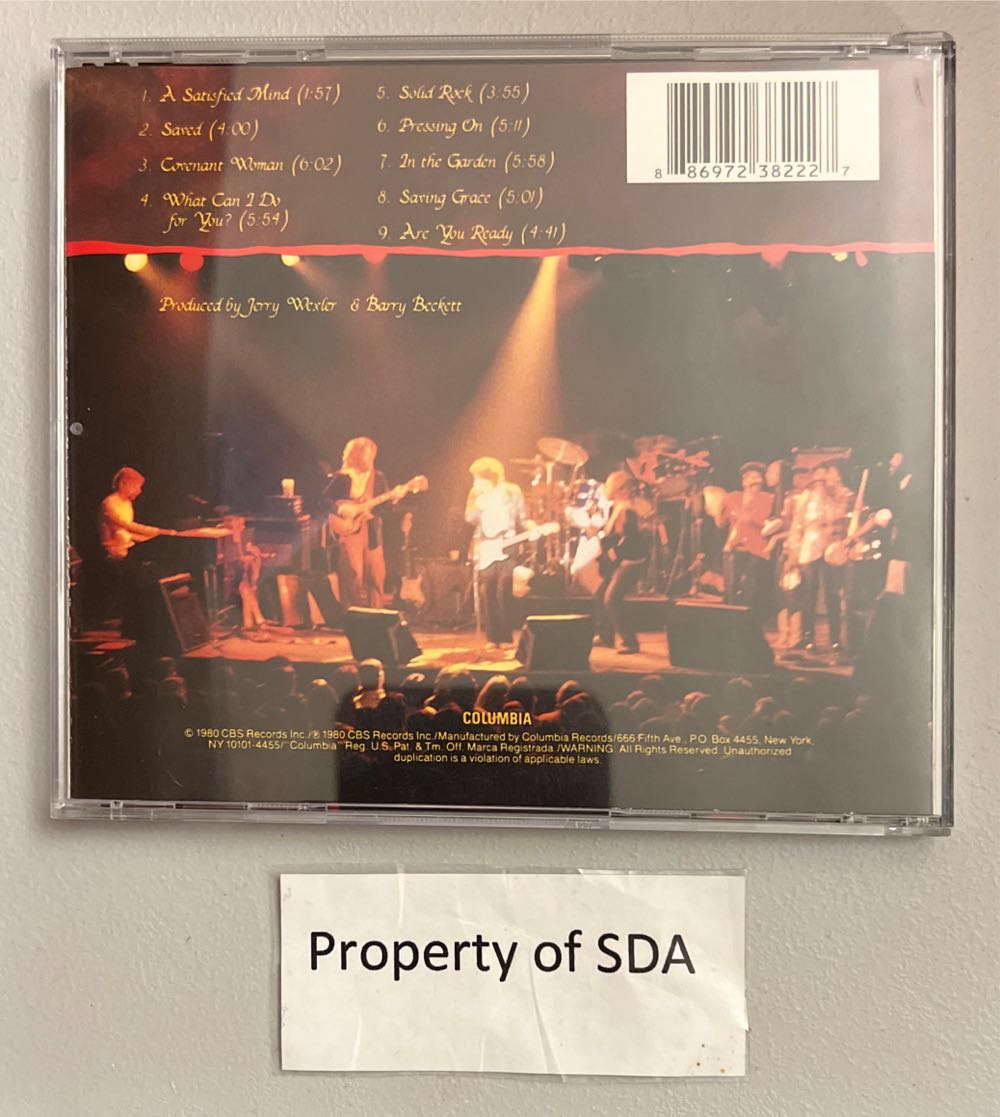 1. A Satisfied Mind (1:57)
2. Saved (4:00)
3. Covenant Woman (6:02)
4. What Can I Do
for You? (5:54)
5. Solid Rock (3:55)
6. Pressing On (5:11)
7. In the Garden (5:58)
8. Saving Grace (5:01)
9. Are You Ready (4:41)
8 86972 38222 7
Produced by Jerry Wexler & Barry Beckett
COLUMBIA
© 1980 CBS Records Inc./℗ 1980 CBS Records Inc./Manufactured by Columbia Records/666 Fifth Ave., P.O. Box 4455, New York,
NY 10101-4455/"Columbia" Reg. U.S. Pat. & Tm. Off. Marca Registrada./WARNING: All Rights Reserved. Unauthorized
duplication is a violation of applicable laws.
Property of SDA